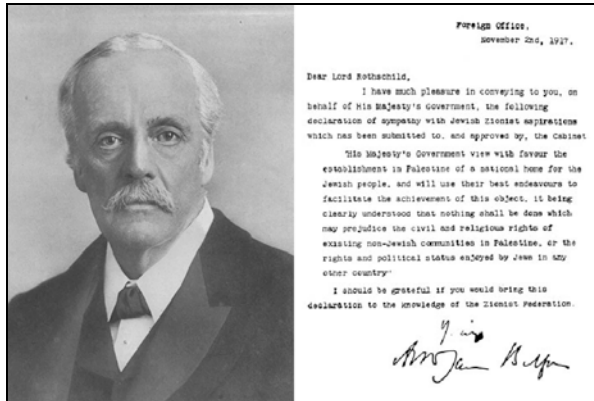 Foreign Office,
November 2nd, 1917.
Dear Lord Rothschild,
I have much pleasure in conveying to you, on
behalf of His Majesty's Government, the following
declaration of sympathy with Jewish Zionist aspirations
which has been submitted to, and approved by, the Cabinet
"His Majesty's Government view with favour the
establishment in Palestine of a national home for the
Jewish people, and will use their best endeavours to
facilitate the achievement of this object, it being
clearly understood that nothing shall be done which
may prejudice the civil and religious rights of
existing non-Jewish communities in Palestine, or the
rights and political status enjoyed by Jews in any
other country"
I should be grateful if you would bring this
declaration to the knowledge of the Zionist Federation.